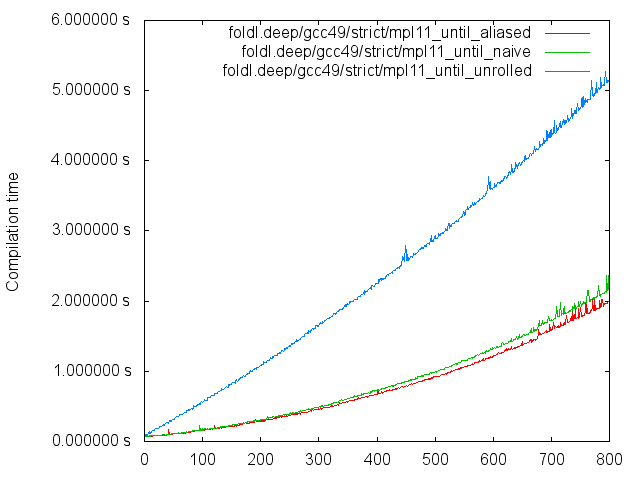 6.000000 s
5.000000 s
4.000000 s
3.000000 s
2.000000 s
1.000000 s
0.000000 s
Compilation time
foldl.deep/gcc49/strict/mpl11_until_aliased
foldl.deep/gcc49/strict/mpl11_until_naive
foldl.deep/gcc49/strict/mpl11_until_unrolled
0 100 200 300 400 500 600 700 800